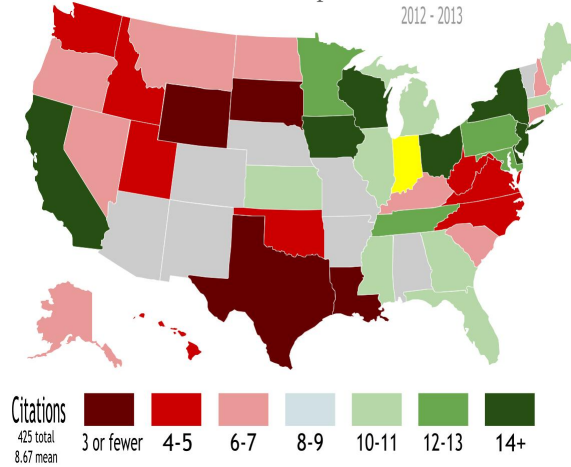 2012 - 2013
Citations
425 total
8.67 mean
3 or fewer
4-5
6-7
8-9
10-11
12-13
14+